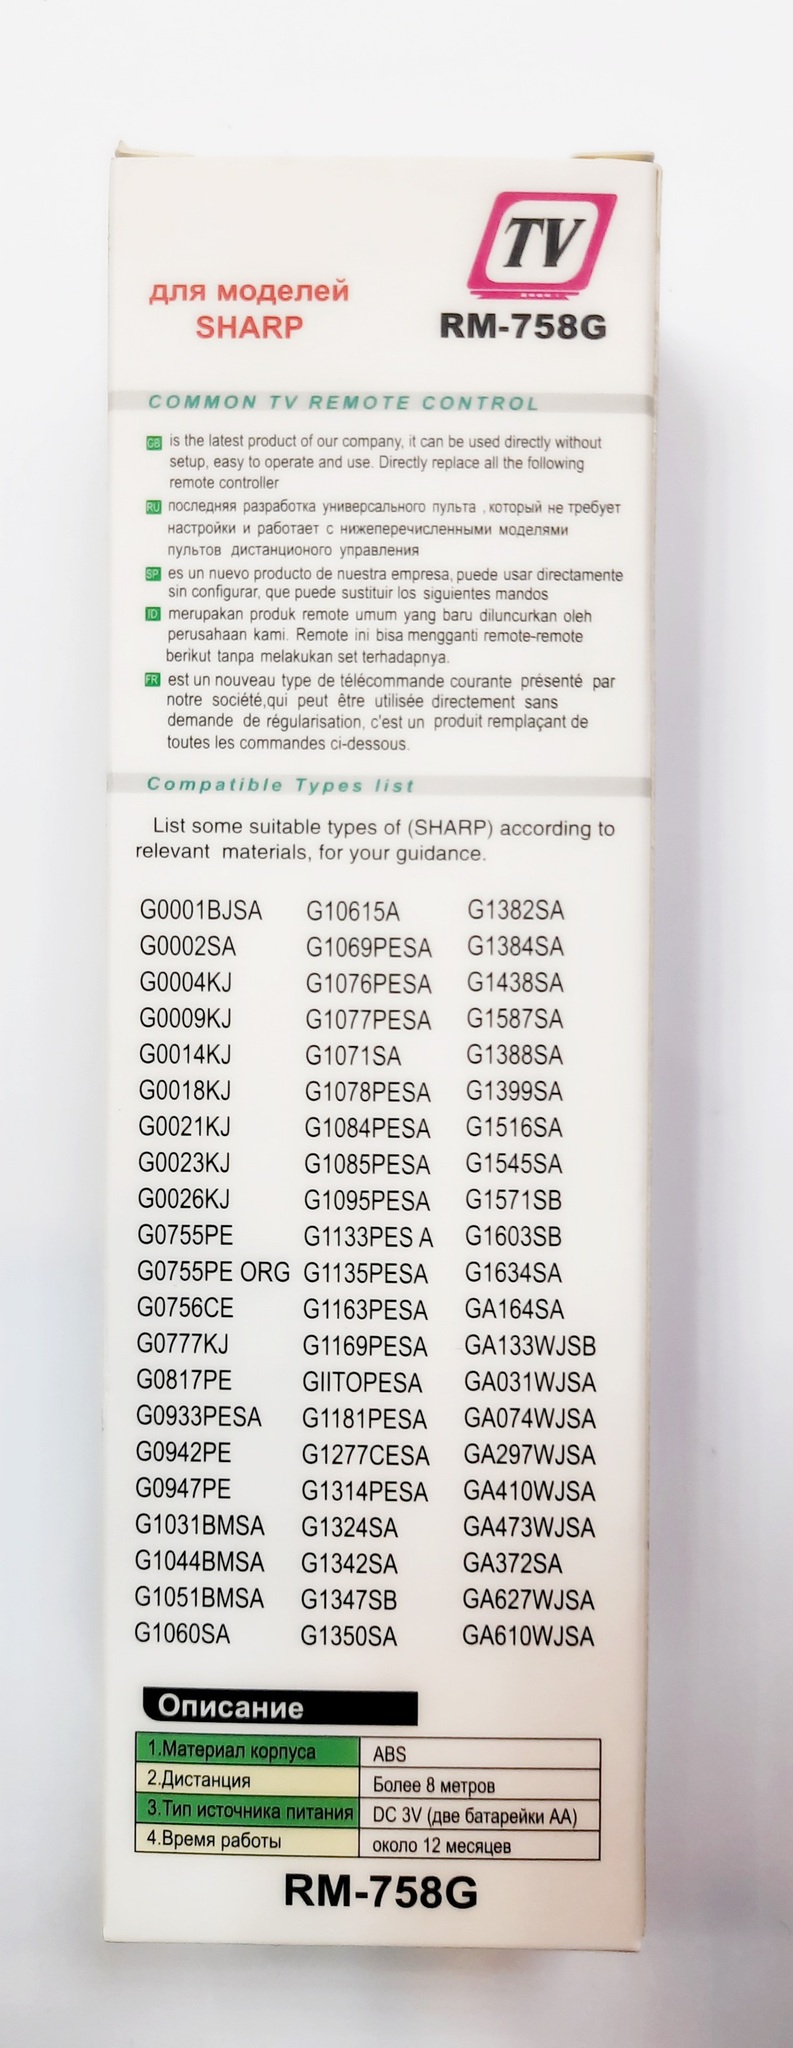 TV
для моделей
SHARP
RM-758G
COMMON TV REMOTE CONTROL
GB is the latest product of our company, it can be used directly without
setup, easy to operate and use. Directly replace all the following
remote controller
RU последняя разработка универсального пульта , который не требует
настройки и работает с нижеперечисленными моделями
пультов дистанционого управления
SP es un nuevo producto de nuestra empresa, puede usar directamente
sin configurar, que puede sustituir los siguientes mandos
ID merupakan produk remote umum yang baru diluncurkan oleh
perusahaan kami. Remote ini bisa mengganti remote-remote
berikut tanpa melakukan set terhadapnya.
FR est un nouveau type de télécommande courante présenté par
notre société,qui peut être utilisée directement sans
demande de régularisation, c'est un produit remplaçant de
toutes les commandes ci-dessous.
Compatible Types list
List some suitable types of (SHARP) according to
relevant materials, for your guidance.
G0001BJSA G10615A G1382SA
G0002SA G1069PESA G1384SA
G0004KJ G1076PESA G1438SA
G0009KJ G1077PESA G1587SA
G0014KJ G1071SA G1388SA
G0018KJ G1078PESA G1399SA
G0021KJ G1084PESA G1516SA
G0023KJ G1085PESA G1545SA
G0026KJ G1095PESA G1571SB
G0755PE G1133PES A G1603SB
G0755PE ORG G1135PESA G1634SA
G0756CE G1163PESA GA164SA
G0777KJ G1169PESA GA133WJSB
G0817PE GIITOPESA GA031WJSA
G0933PESA G1181PESA GA074WJSA
G0942PE G1277CESA GA297WJSA
G0947PE G1314PESA GA410WJSA
G1031BMSA G1324SA GA473WJSA
G1044BMSA G1342SA GA372SA
G1051BMSA G1347SB GA627WJSA
G1060SA G1350SA GA610WJSA
Описание
1.Материал корпуса ABS
2.Дистанция Более 8 метров
3.Тип источника питания DC 3V (две батарейки АА)
4.Время работы около 12 месяцев
RM-758G